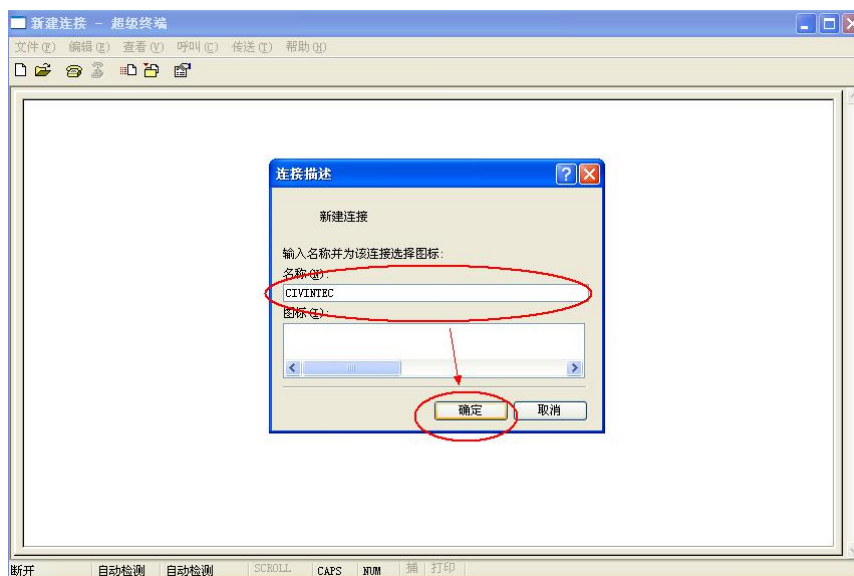 新建连接 - 超级终端
文件(F) 编辑(E) 查看(V) 呼叫(C) 传送(T) 帮助(H)
连接描述
新建连接
输入名称并为该连接选择图标:
名称(N):
CIVINTEC
图标(I):
确定 取消
断开 自动检测 自动检测 SCROLL CAPS NUM 捕 打印